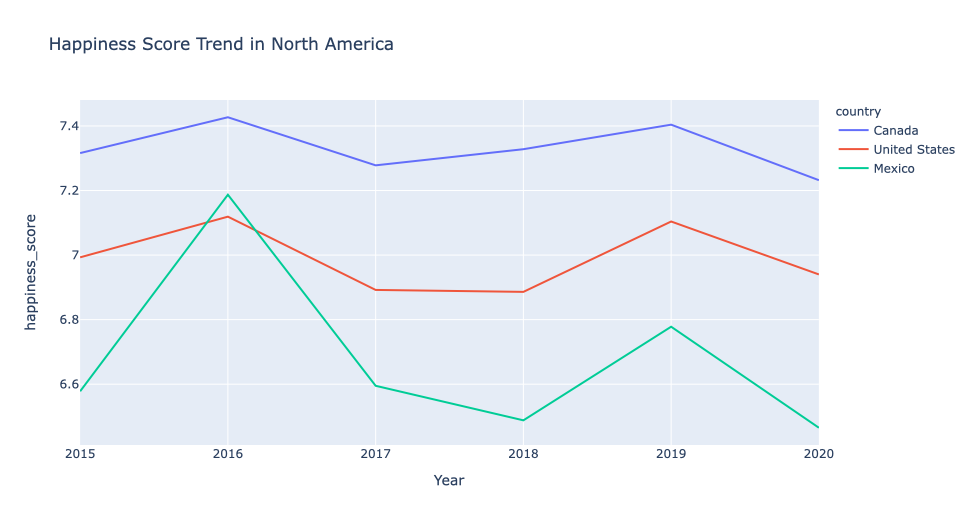 Happiness Score Trend in North America
country
Canada
United States
Mexico
7.4
7.2
7
6.8
6.6
happiness_score
2015 2016 2017 2018 2019 2020
Year